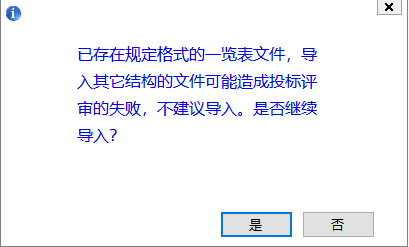 已存在规定格式的一览表文件，导
入其它结构的文件可能造成投标评
审的失败，不建议导入。是否继续
导入？
是
否